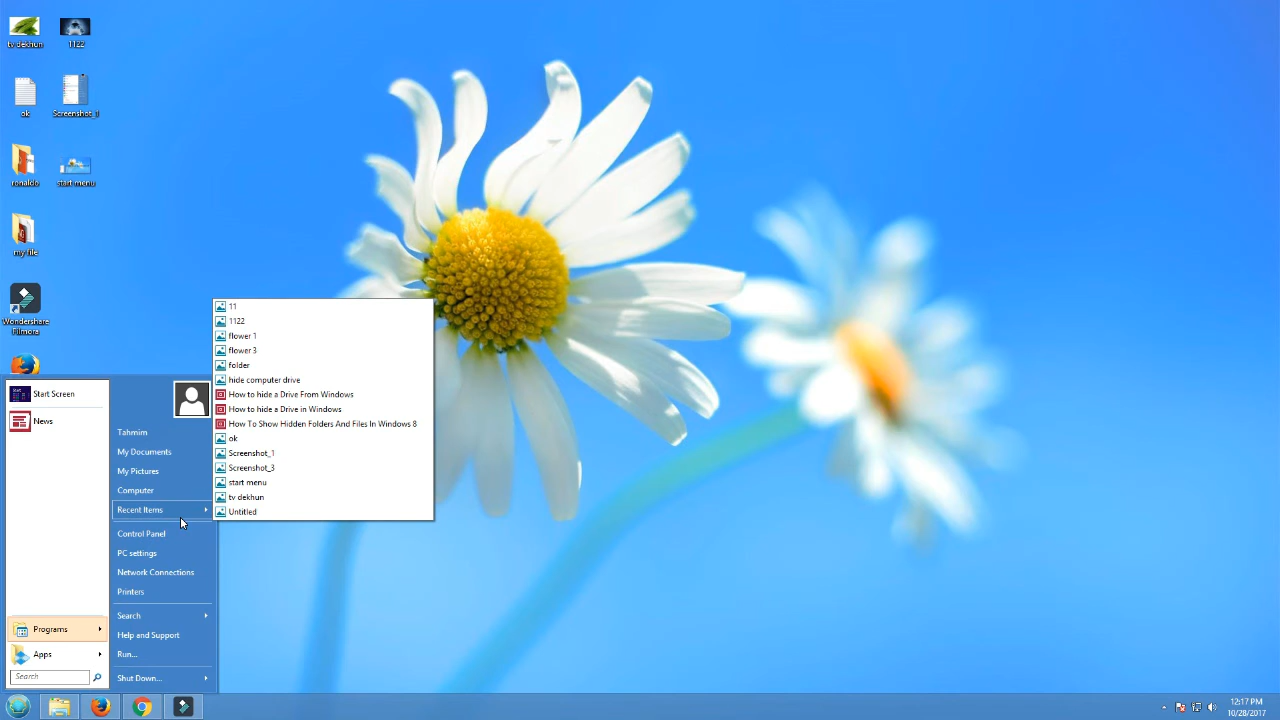 tv dekhun
1122
ok
Screenshot_1
ronaldo
start menu
my file
Wondershare
Filmora
Start Screen
News
Programs
Apps
Search
Tahmim
My Documents
My Pictures
Computer
Recent Items
Control Panel
PC settings
Network Connections
Printers
Search
Help and Support
Run...
Shut Down...
11
1122
flower 1
flower 3
folder
hide computer drive
How to hide a Drive From Windows
How to hide a Drive in Windows
How To Show Hidden Folders And Files In Windows 8
ok
Screenshot_1
Screenshot_3
start menu
tv dekhun
Untitled
12:17 PM
10/28/2017